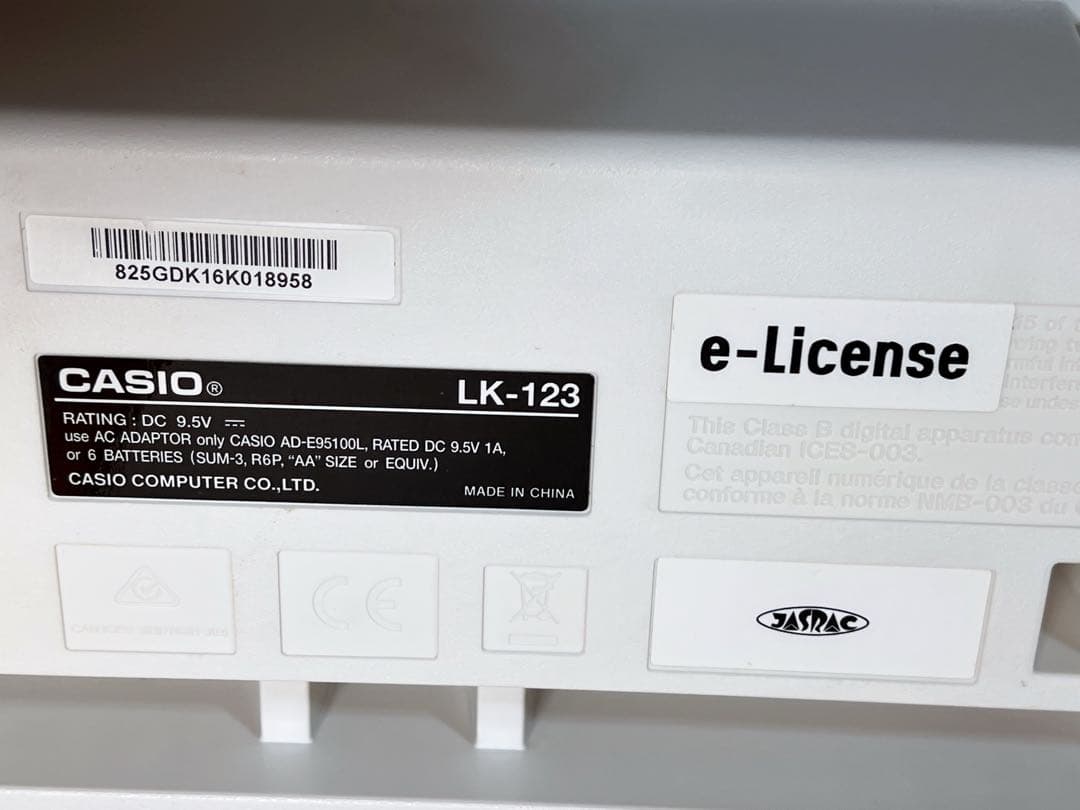 825GDK16K018958
CASIO®
LK-123
RATING : DC 9.5V
use AC ADAPTOR only CASIO AD-E95100L, RATED DC 9.5V 1A,
or 6 BATTERIES (SUM-3, R6P, “AA” SIZE or EQUIV.)
CASIO COMPUTER CO.,LTD.
MADE IN CHINA
e-License
This Class B digital apparatus
Canadian ICES-003.
Cet appareil numérique de la
conforme à la norme NMB-003 du
CE
JASRAC